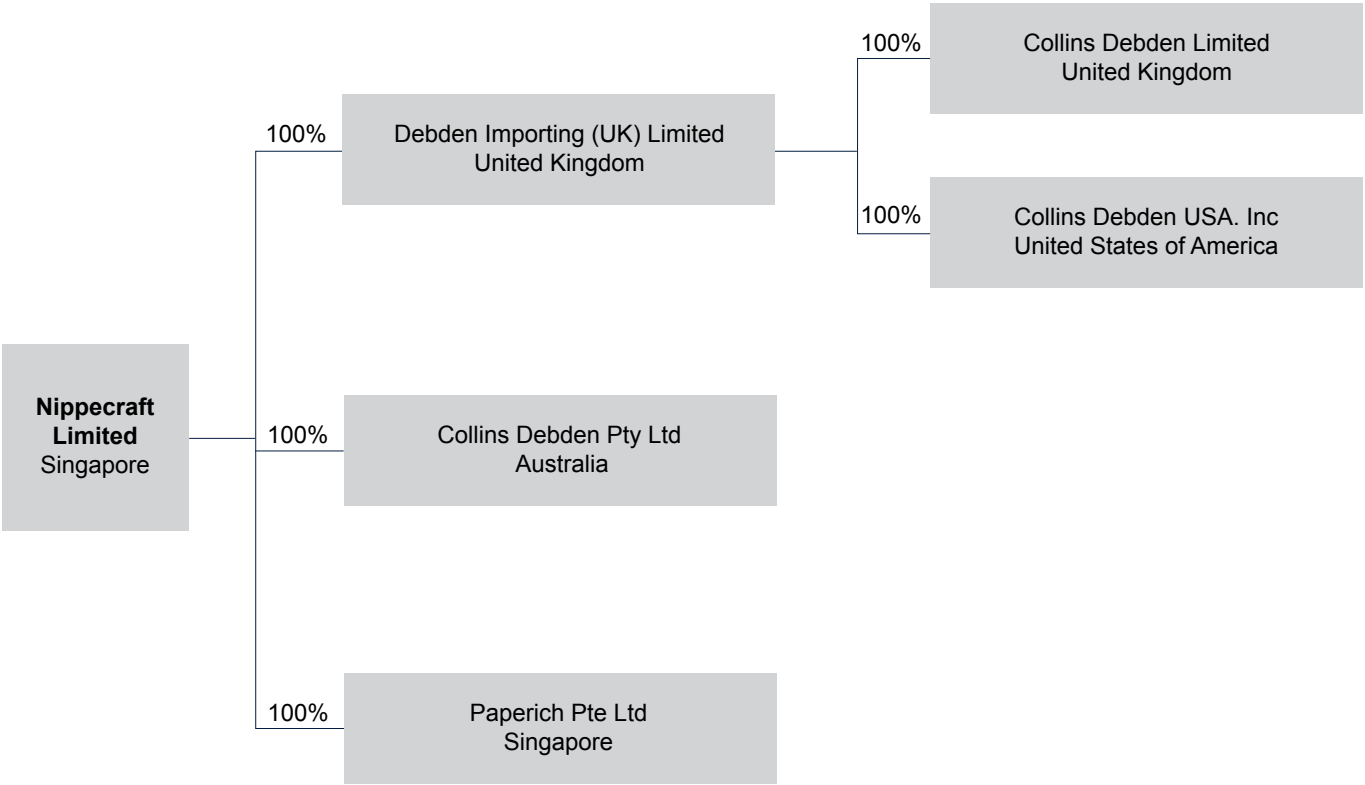 Nippecraft
Limited
Singapore
100%
Debden Importing (UK) Limited
United Kingdom
100%
Collins Debden Limited
United Kingdom
100%
Collins Debden USA. Inc
United States of America
100%
Collins Debden Pty Ltd
Australia
100%
Paperich Pte Ltd
Singapore